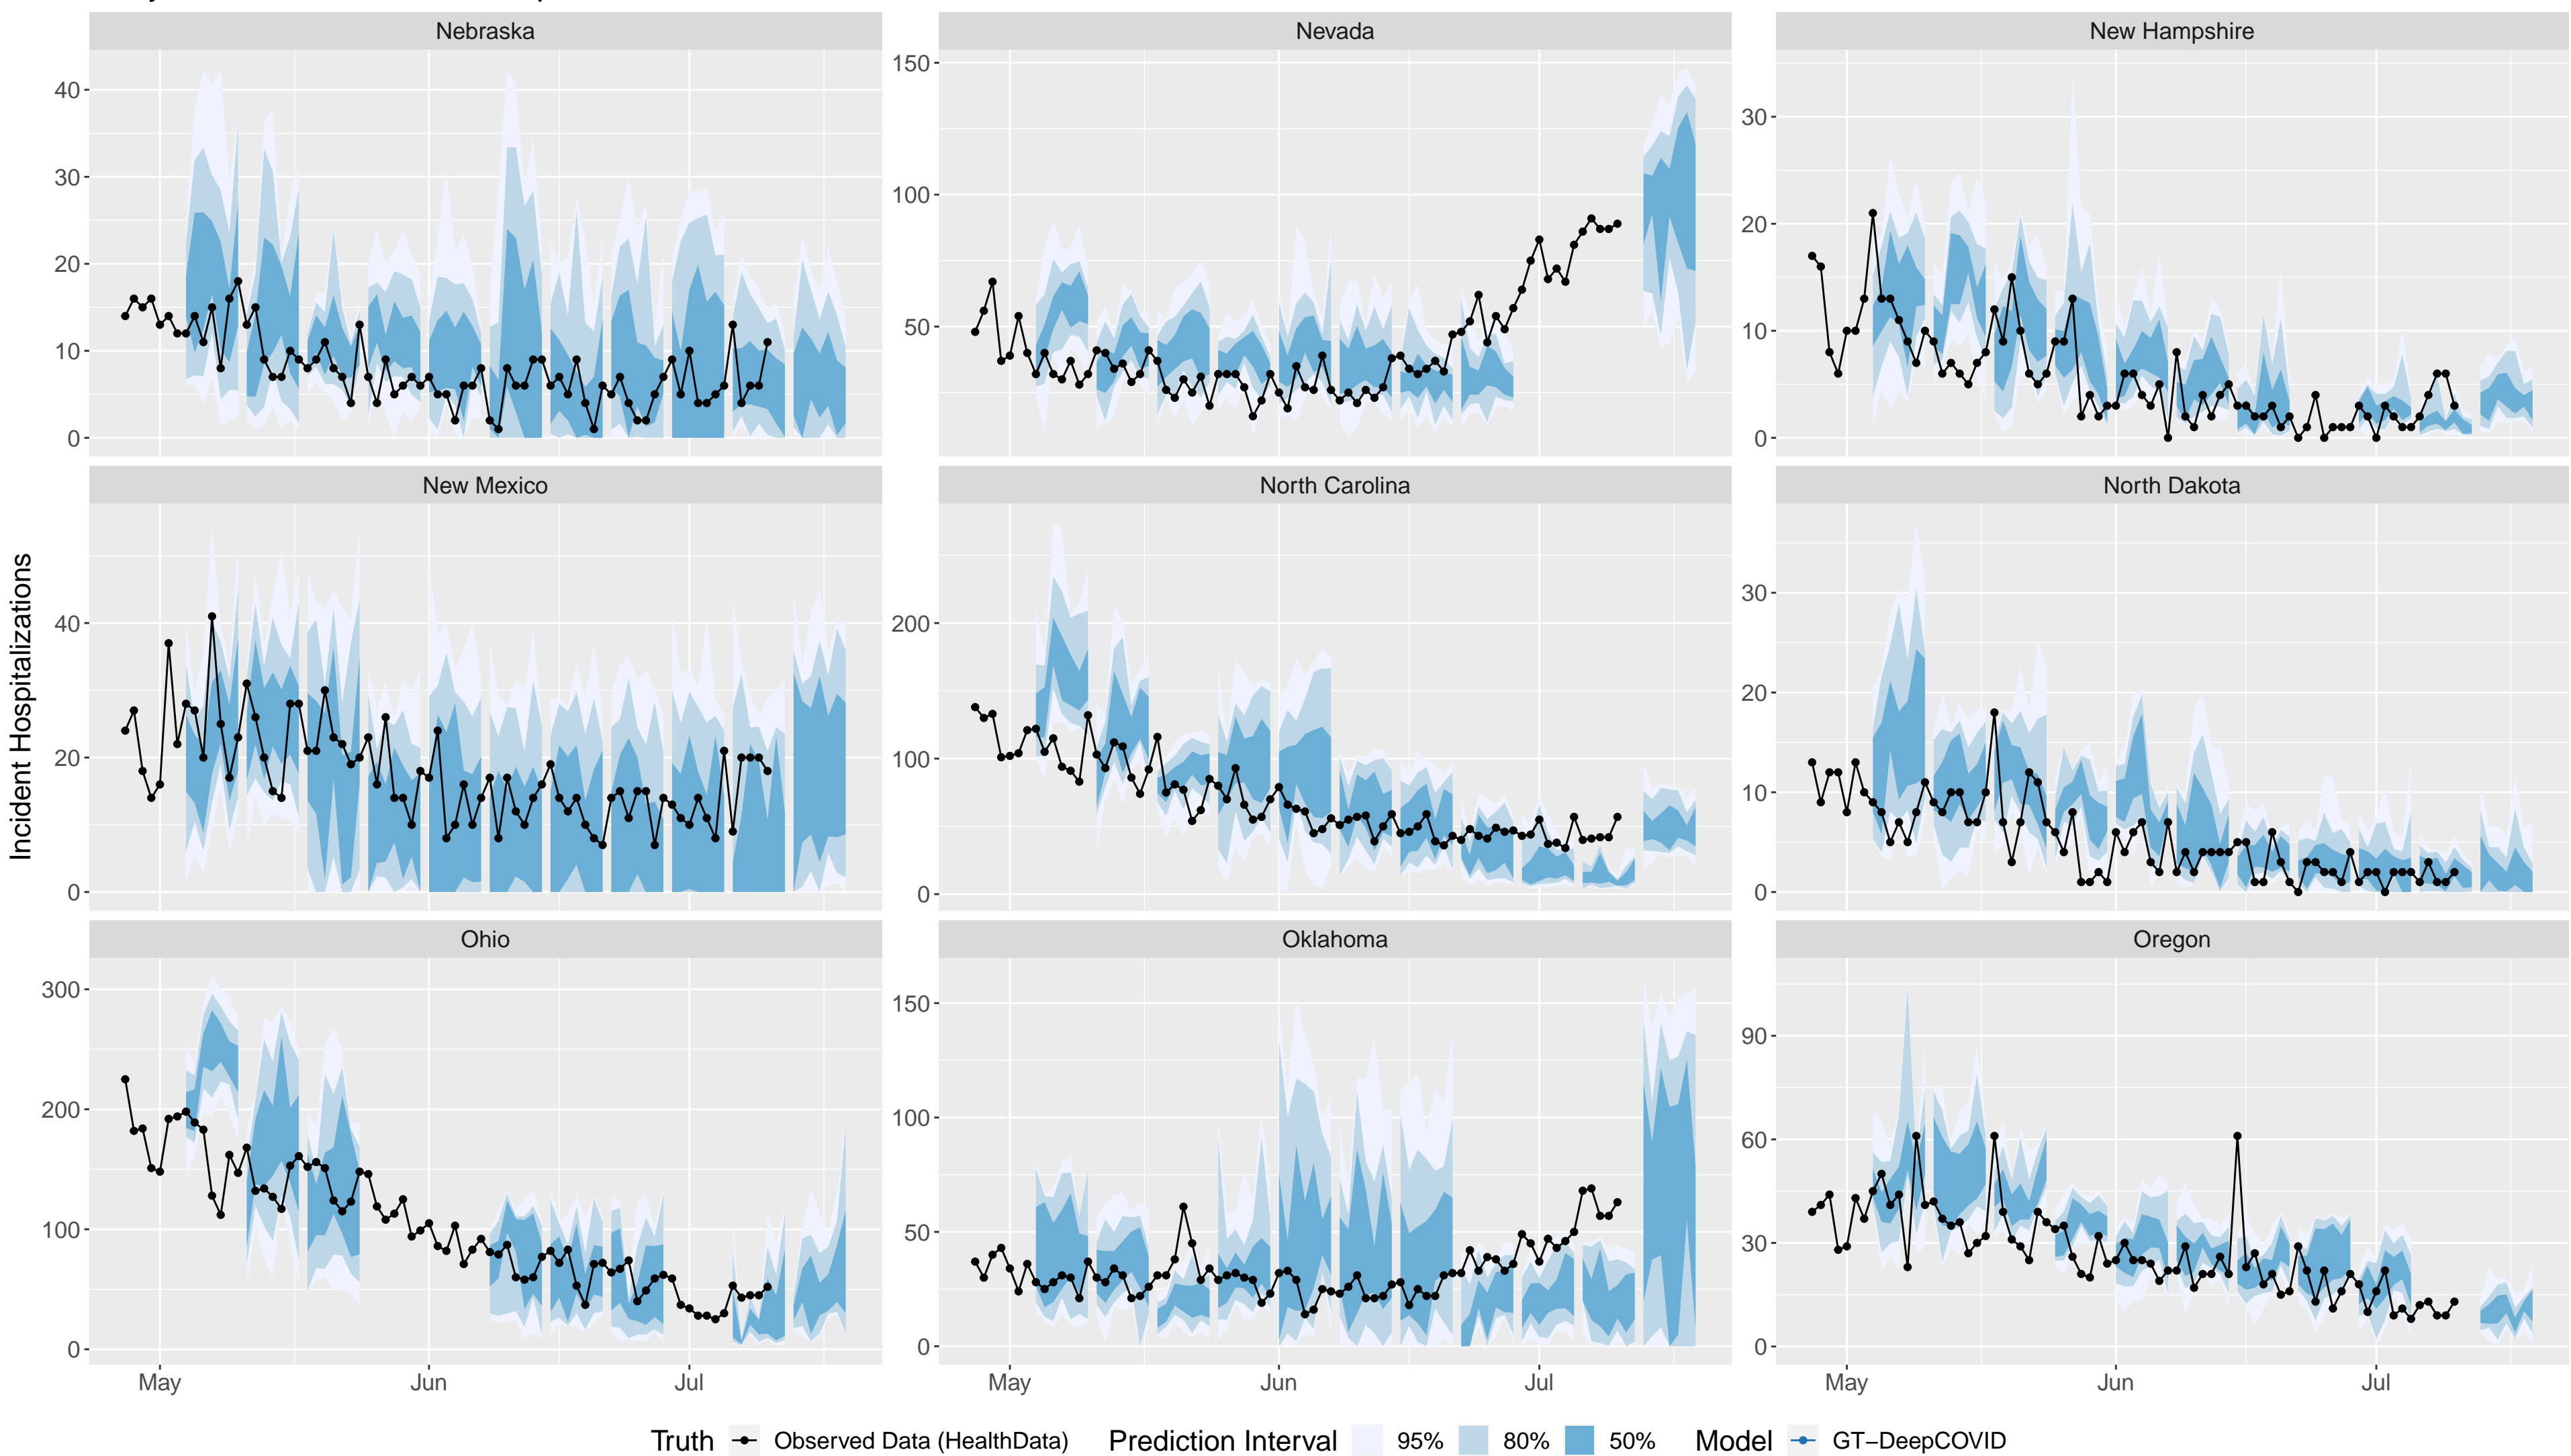 Nebraska
Nevada
New Hampshire
40
30
20
10
0
150
100
50
30
20
10
0
New Mexico
North Carolina
North Dakota
Incident Hospitalizations
40
20
0
200
100
0
30
20
10
0
Ohio
Oklahoma
Oregon
300
200
100
0
150
100
50
0
90
60
30
0
May Jun Jul
May Jun Jul
May Jun Jul
Truth Observed Data (HealthData) Prediction Interval 95% 80% 50% Model GT−DeepCOVID